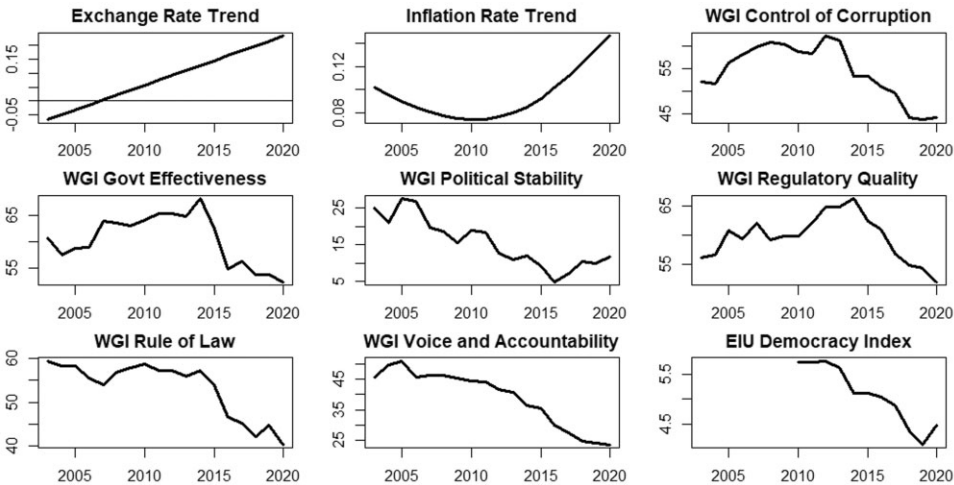 Exchange Rate Trend
0.15
-0.05
2005 2010 2015 2020
Inflation Rate Trend
0.12
0.08
2005 2010 2015 2020
WGI Control of Corruption
55
45
2005 2010 2015 2020
WGI Govt Effectiveness
65
55
2005 2010 2015 2020
WGI Political Stability
25
15
5
2005 2010 2015 2020
WGI Regulatory Quality
65
55
2005 2010 2015 2020
WGI Rule of Law
60
50
40
2005 2010 2015 2020
WGI Voice and Accountability
45
35
25
2005 2010 2015 2020
EIU Democracy Index
5.5
4.5
2005 2010 2015 2020